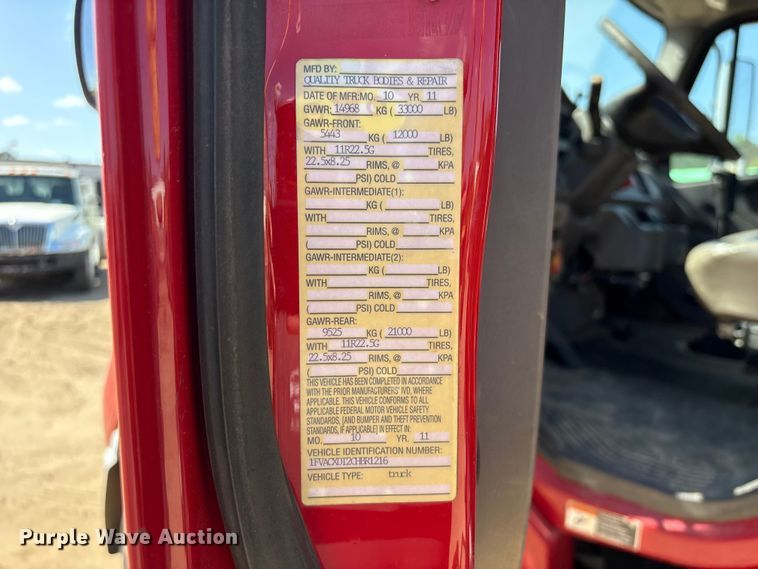 MFD BY:
QUALITY TRUCK BODIES & REPAIR
DATE OF MFR: MO. 10 YR. 11
GVWR: 14968 KG ( 33000 LB)
GAWR-FRONT:
5443 KG ( 12000 LB)
WITH 11R22.5G TIRES,
22.5x8.25 RIMS, @ KPA
( PSI) COLD
GAWR-INTERMEDIATE(1):
KG ( LB)
WITH TIRES,
RIMS, @ KPA
( PSI) COLD
GAWR-INTERMEDIATE(2):
KG ( LB)
WITH TIRES,
RIMS, @ KPA
( PSI) COLD
GAWR-REAR:
9525 KG ( 21000 LB)
WITH 11R22.5G TIRES,
22.5x8.25 RIMS, @ KPA
( PSI) COLD
THIS VEHICLE HAS BEEN COMPLETED IN ACCORDANCE
WITH THE PRIOR MANUFACTURERS' IVD, WHERE
APPLICABLE. THIS VEHICLE CONFORMS TO ALL
APPLICABLE FEDERAL MOTOR VEHICLE SAFETY
STANDARDS, (AND BUMPER AND THEFT PREVENTION
STANDARDS, IF APPLICABLE) IN EFFECT IN:
MO. 10 YR. 11
VEHICLE IDENTIFICATION NUMBER:
1FVACXDT2CHBR1216
VEHICLE TYPE: truck
Purple Wave Auction